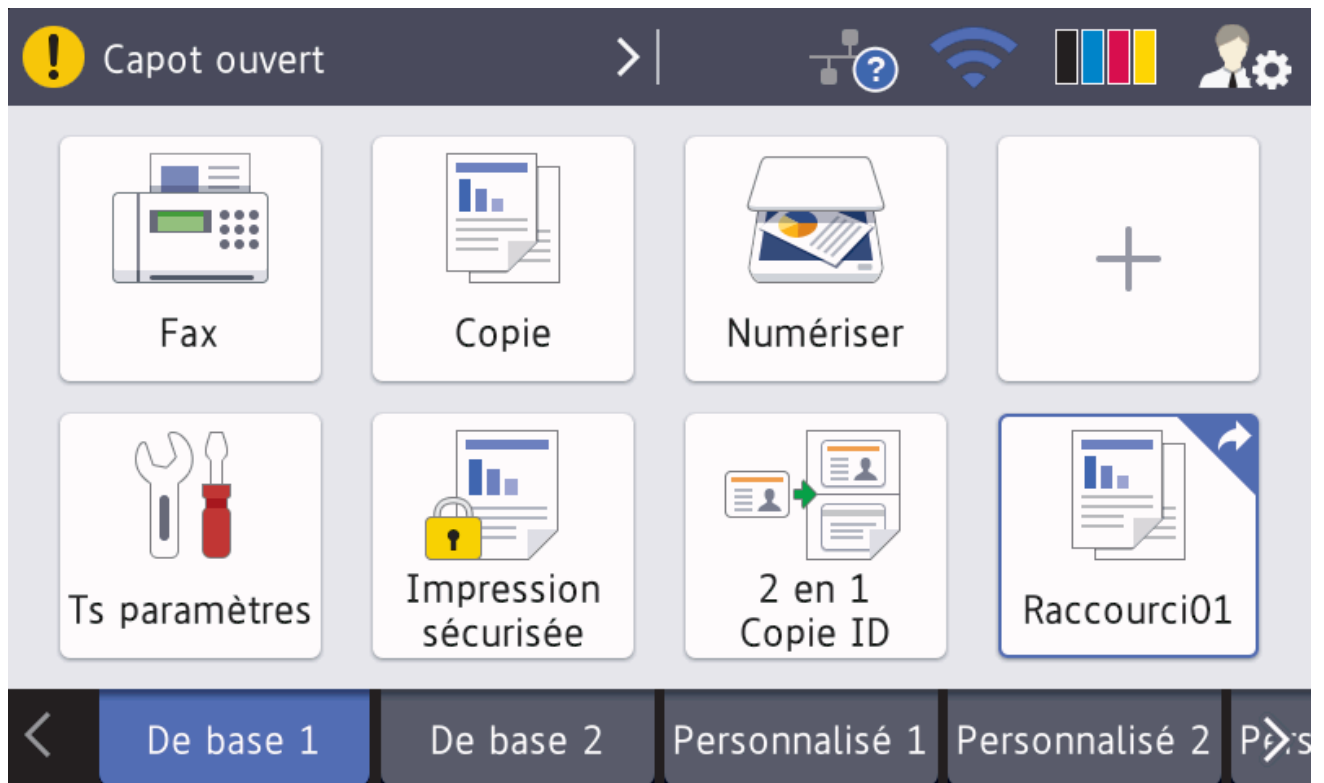 Capot ouvert
Fax
Copie
Numériser
Ts paramètres
Impression
sécurisée
2 en 1
Copie ID
Raccourci01
De base 1
De base 2
Personnalisé 1
Personnalisé 2